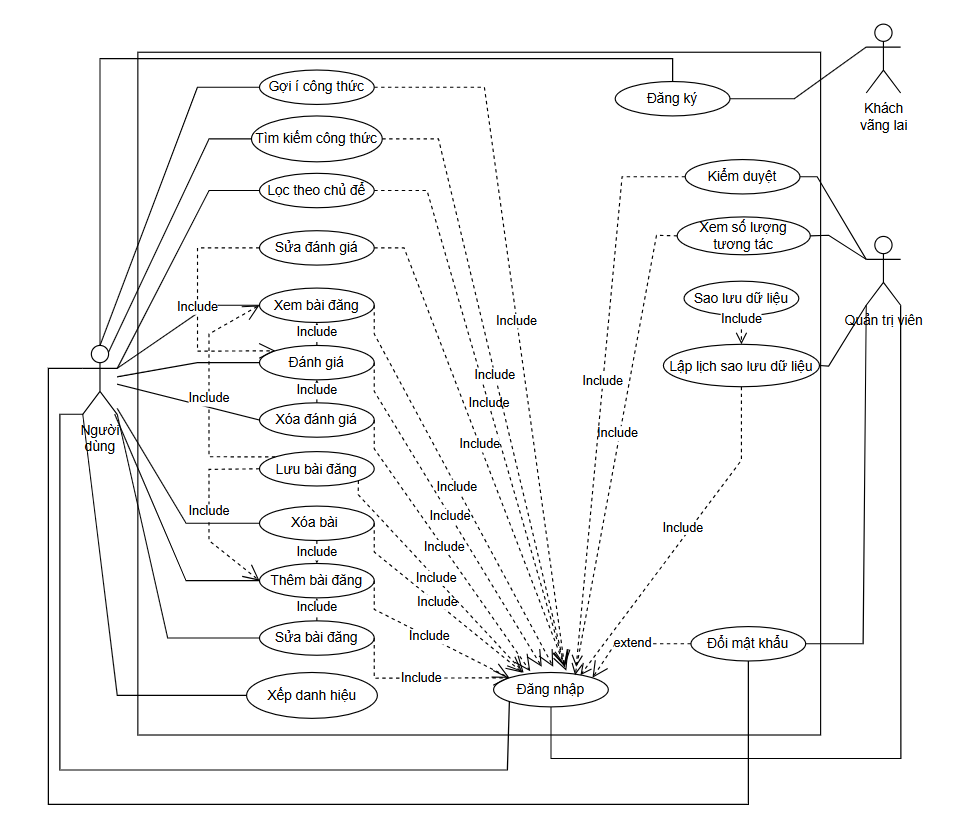 Gợi í công thức
Đăng ký
Khách
vãng lai
Tìm kiếm công thức
Kiểm duyệt
Lọc theo chủ để
Xem số lượng
tương tác
Sửa đánh giá
Sao lưu dữ liệu
Include
Xem bài đăng
Include
Include
Quản trị viên
Include
Đánh giá
Lập lịch sao lưu dữ liệu
Include
Include
Include
Include
Include
Xóa đánh giá
Người
dùng
Include
Include
Lưu bài đăng
Include
Include
Include
Xóa bài
Include
Include
Include
Thêm bài đăng
Include
Include
Include
Include
Sửa bài đăng
extend
Đổi mật khẩu
Include
Xếp danh hiệu
Đăng nhập